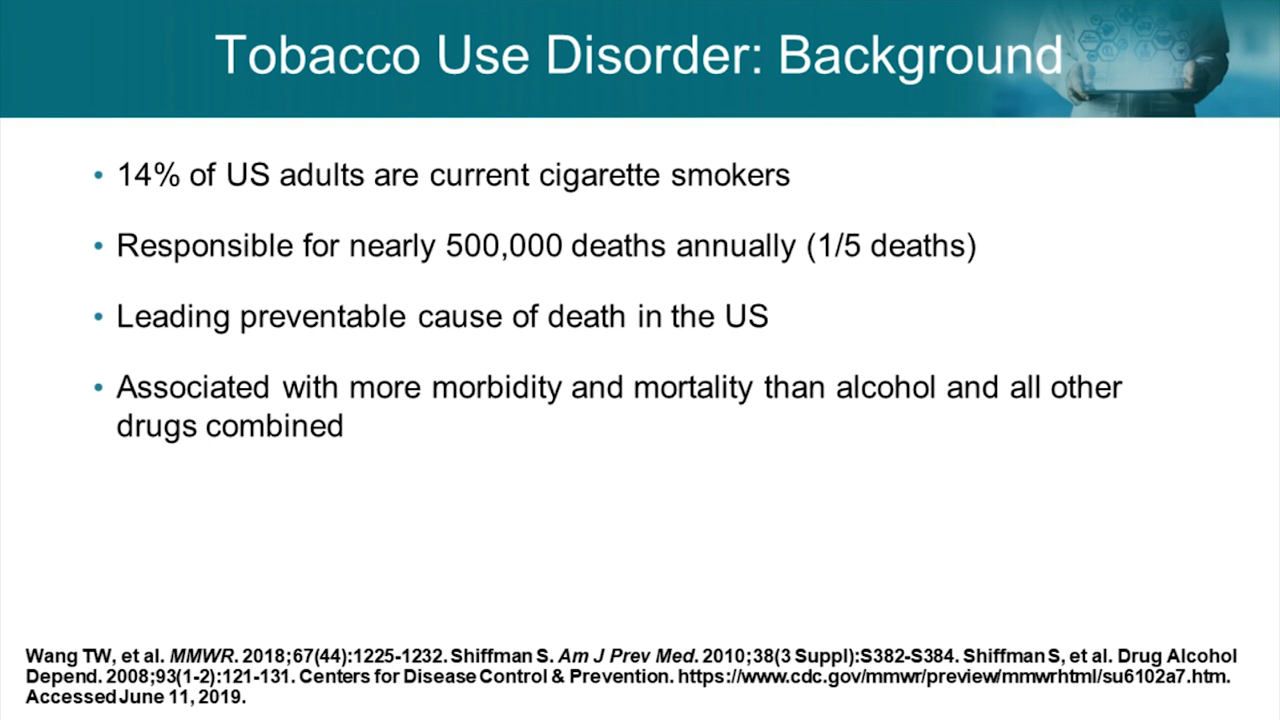 Tobacco Use Disorder: Background
• 14% of US adults are current cigarette smokers
• Responsible for nearly 500,000 deaths annually (1/5 deaths)
• Leading preventable cause of death in the US
• Associated with more morbidity and mortality than alcohol and all other
drugs combined
Wang TW, et al. MMWR. 2018;67(44):1225-1232. Shiffman S. Am J Prev Med. 2010;38(3 Suppl):S382-S384. Shiffman S, et al. Drug Alcohol
Depend. 2008;93(1-2):121-131. Centers for Disease Control & Prevention. https://www.cdc.gov/mmwr/preview/mmwrhtml/su6102a7.htm.
Accessed June 11, 2019.